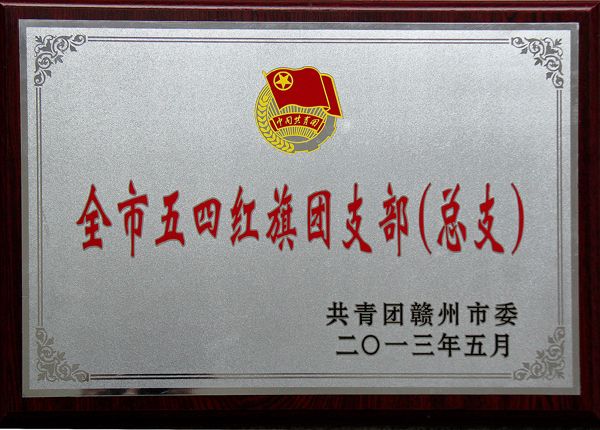 中国共青团
全市五四红旗团支部(总支)
共青团赣州市委
二〇一三年五月